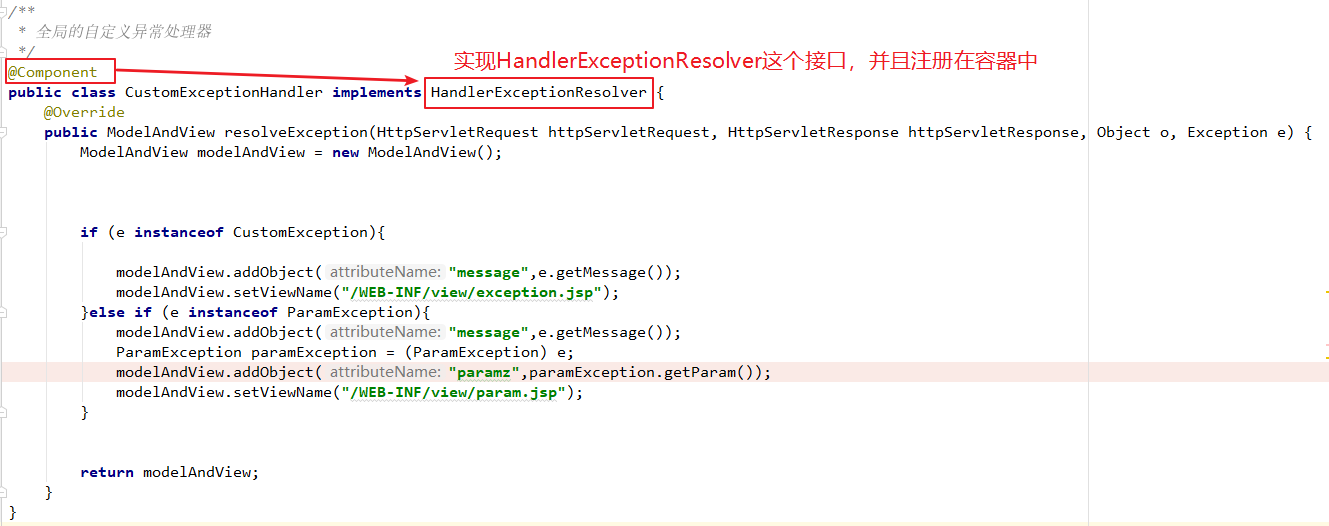 /**
 * 全局的自定义异常处理器
 */
实现HandlerExceptionResolver这个接口，并且注册在容器中
@Component
public class CustomExceptionHandler implements HandlerExceptionResolver {
    @Override
    public ModelAndView resolveException(HttpServletRequest httpServletRequest, HttpServletResponse httpServletResponse, Object o, Exception e) {
        ModelAndView modelAndView = new ModelAndView();
        if (e instanceof CustomException){
            modelAndView.addObject( attributeName: "message",e.getMessage());
            modelAndView.setViewName("/WEB-INF/view/exception.jsp");
        }else if (e instanceof ParamException){
            modelAndView.addObject( attributeName: "message",e.getMessage());
            ParamException paramException = (ParamException) e;
            modelAndView.addObject( attributeName: "paramz",paramException.getParam());
            modelAndView.setViewName("/WEB-INF/view/param.jsp");
        }
        return modelAndView;
    }
}